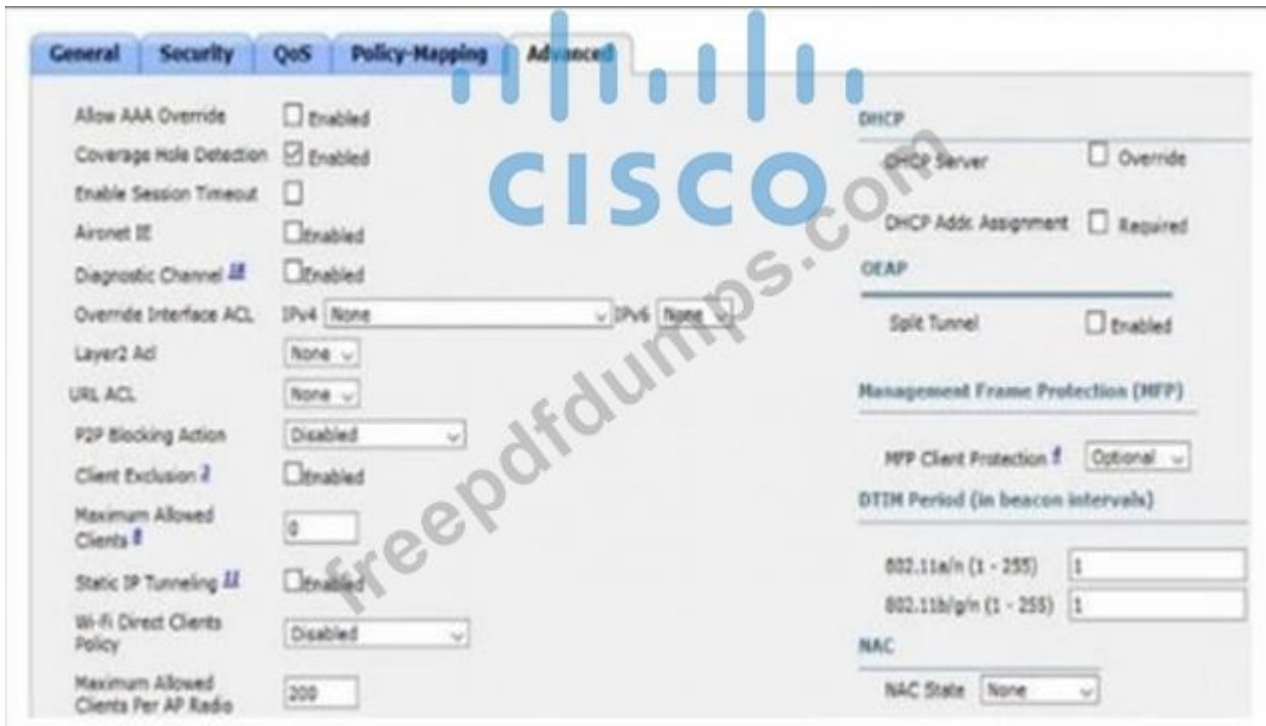 General Security QoS Policy-Mapping Advanced
Allow AAA Override Enabled
Coverage Hole Detection Enabled
Enable Session Timeout
Aironet IE Enabled
Diagnostic Channel 18 Enabled
Override Interface ACL IPv4 None IPv6 None
Layer2 Acl None
URL ACL None
P2P Blocking Action Disabled
Client Exclusion 3 Enabled
Maximum Allowed
Clients 8
0
Static IP Tunneling 11 Enabled
Wi-Fi Direct Clients
Policy
Disabled
Maximum Allowed
Clients Per AP Radio
200
DHCP
DHCP Server Override
DHCP Addr. Assignment Required
OEAP
Split Tunnel Enabled
Management Frame Protection (MFP)
MFP Client Protection 4 Optional
DTIM Period (in beacon intervals)
802.11a/n (1 - 255) 1
802.11b/g/n (1 - 255) 1
NAC
NAC State None
CISCO
freepdfdumps.com